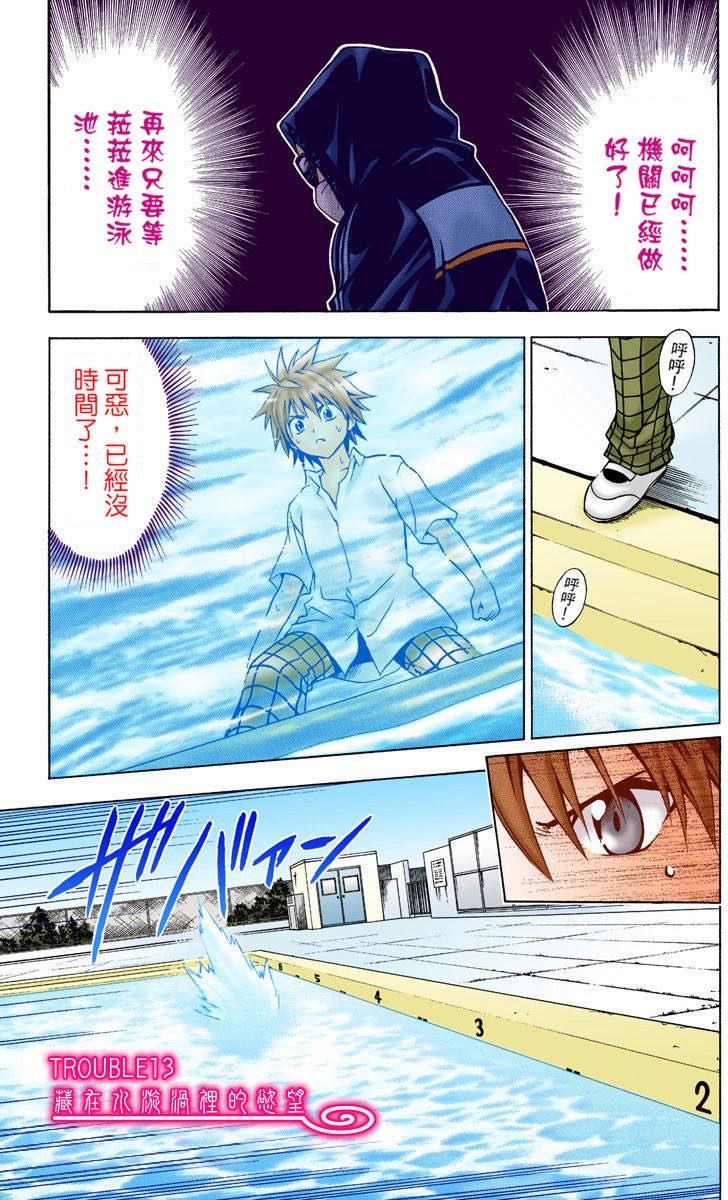 呵呵呵……
機關已經做
好了！
再來只要等
菈菈進游泳
池……
呼呼！
呼呼！
可惡，已經沒
時間了…！
ザバァーン
6
5
4
3
2
TROUBLE13
藏在水漩渦裡的慾望